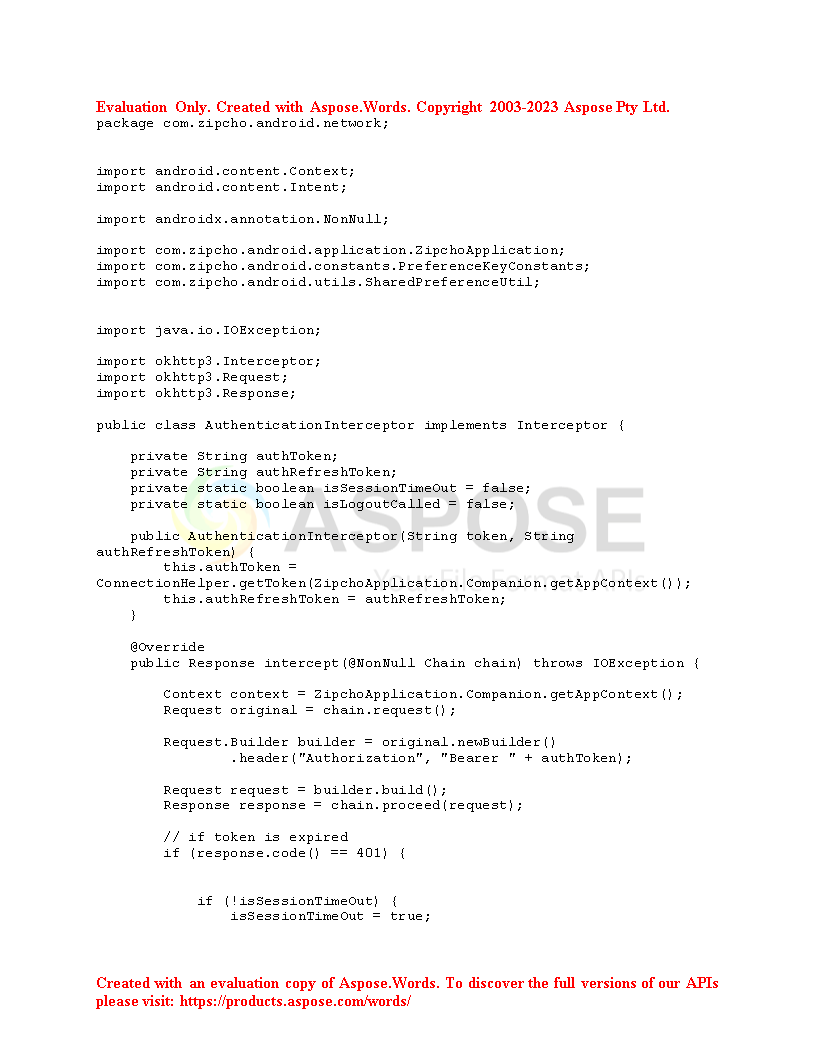 Evaluation Only. Created with Aspose.Words. Copyright 2003-2023 Aspose Pty Ltd.
package com.zipcho.android.network;
import android.content.Context;
import android.content.Intent;
import androidx.annotation.NonNull;
import com.zipcho.android.application.ZipchoApplication;
import com.zipcho.android.constants.PreferenceKeyConstants;
import com.zipcho.android.utils.SharedPreferenceUtil;
import java.io.IOException;
import okhttp3.Interceptor;
import okhttp3.Request;
import okhttp3.Response;
public class AuthenticationInterceptor implements Interceptor {
    private String authToken;
    private String authRefreshToken;
    private static boolean isSessionTimeOut = false;
    private static boolean isLogoutCalled = false;
ASPOSE
    public AuthenticationInterceptor(String token, String
authRefreshToken) {
        this.authToken =
Your File Format APIs
ConnectionHelper.getToken(ZipchoApplication.Companion.getAppContext());
        this.authRefreshToken = authRefreshToken;
    }
    @Override
    public Response intercept(@NonNull Chain chain) throws IOException {
        Context context = ZipchoApplication.Companion.getAppContext();
        Request original = chain.request();
        Request.Builder builder = original.newBuilder()
                .header("Authorization", "Bearer " + authToken);
        Request request = builder.build();
        Response response = chain.proceed(request);
        // if token is expired
        if (response.code() == 401) {
            if (!isSessionTimeOut) {
                isSessionTimeOut = true;
Created with an evaluation copy of Aspose.Words. To discover the full versions of our APIs
please visit: https://products.aspose.com/words/